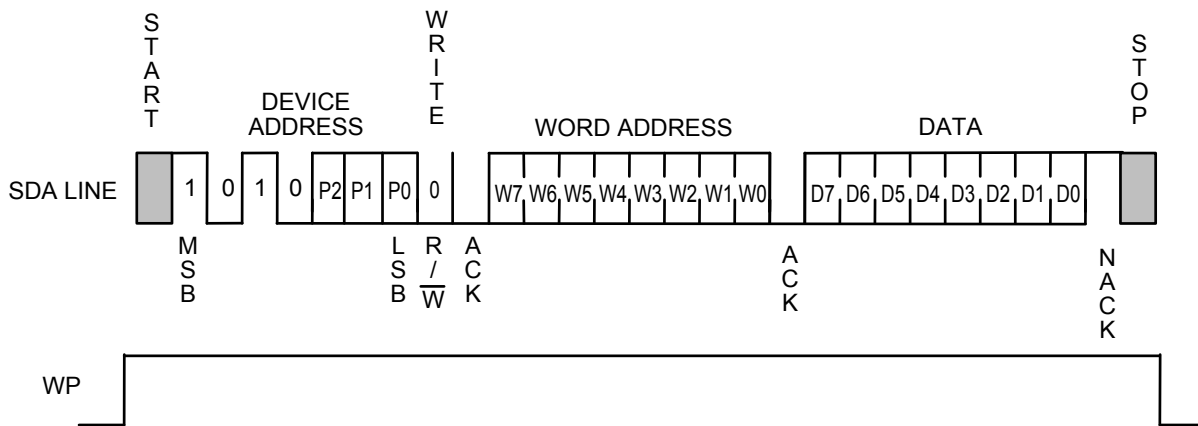 START
WRITE
STOP
DEVICE
ADDRESS
WORD ADDRESS
DATA
SDA LINE
1 0 1 0 P2 P1 P0 0
W7 W6 W5 W4 W3 W2 W1 W0
D7 D6 D5 D4 D3 D2 D1 D0
MSB
LSB
R/W̅
ACK
ACK
NACK
WP